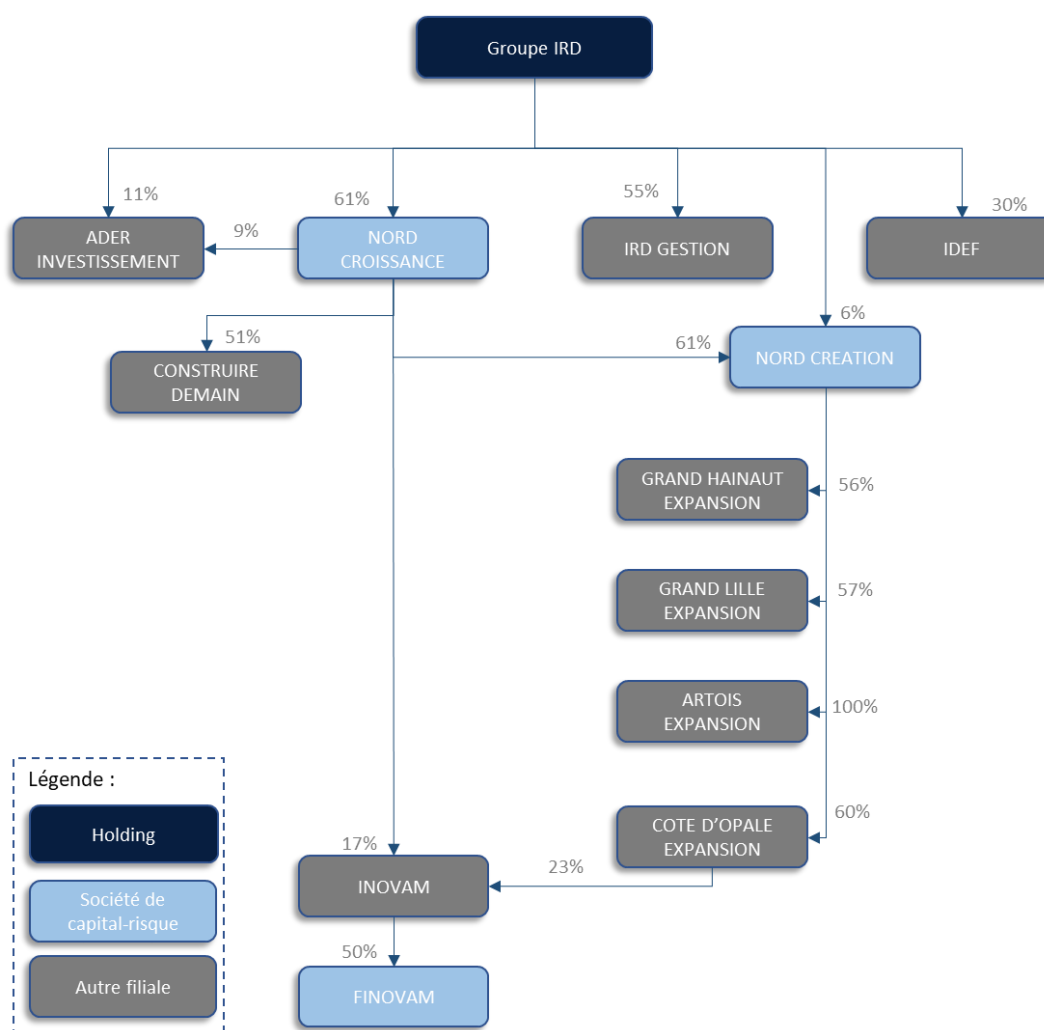 Groupe IRD
11%
61%
55%
30%
ADER
INVESTISSEMENT
9%
NORD
CROISSANCE
IRD GESTION
IDEF
6%
51%
61%
CONSTRUIRE
DEMAIN
NORD CREATION
GRAND HAINAUT
EXPANSION
56%
GRAND LILLE
EXPANSION
57%
ARTOIS
EXPANSION
100%
COTE D’OPALE
EXPANSION
60%
17%
23%
INOVAM
50%
FINOVAM
Légende :
Holding
Société de
capital-risque
Autre filiale